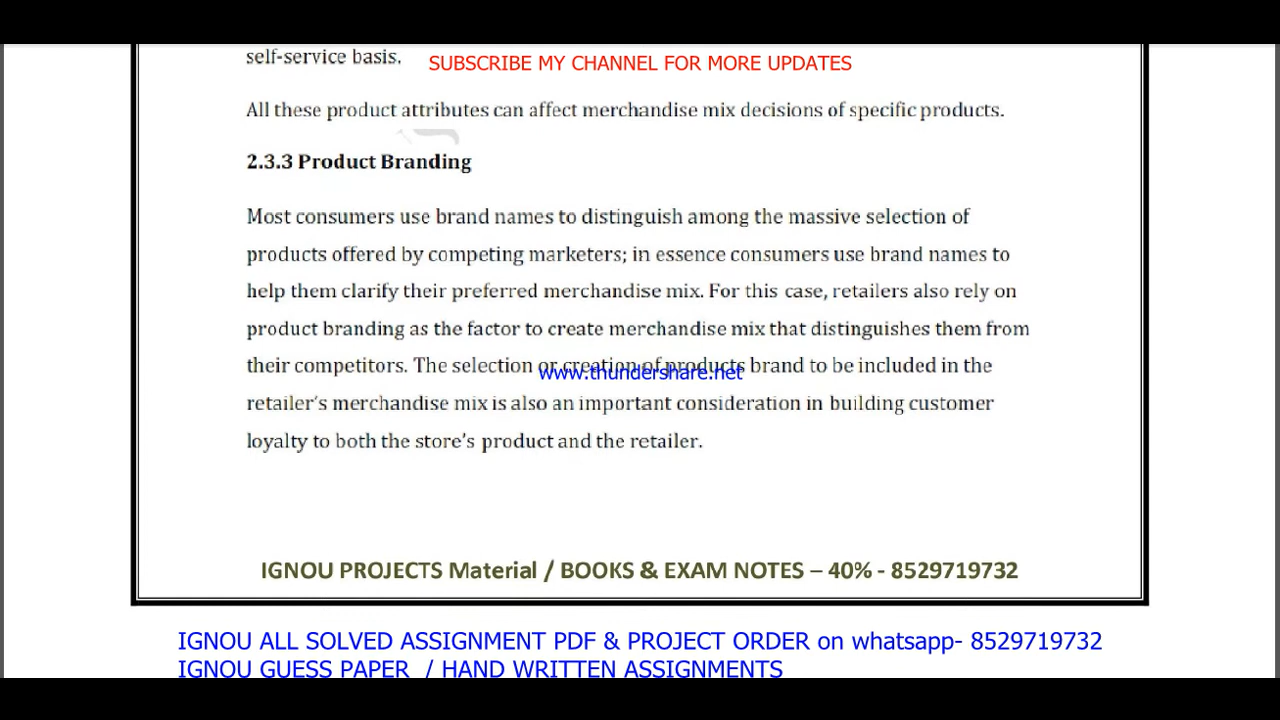 self-service basis.
SUBSCRIBE MY CHANNEL FOR MORE UPDATES
All these product attributes can affect merchandise mix decisions of specific products.
2.3.3 Product Branding
Most consumers use brand names to distinguish among the massive selection of
products offered by competing marketers; in essence consumers use brand names to
help them clarify their preferred merchandise mix. For this case, retailers also rely on
product branding as the factor to create merchandise mix that distinguishes them from
their competitors. The selection or creation of products brand to be included in the
www.thundershare.net
retailer's merchandise mix is also an important consideration in building customer
loyalty to both the store's product and the retailer.
IGNOU PROJECTS Material / BOOKS & EXAM NOTES – 40% - 8529719732
IGNOU ALL SOLVED ASSIGNMENT PDF & PROJECT ORDER on whatsapp- 8529719732
IGNOU GUESS PAPER / HAND WRITTEN ASSIGNMENTS